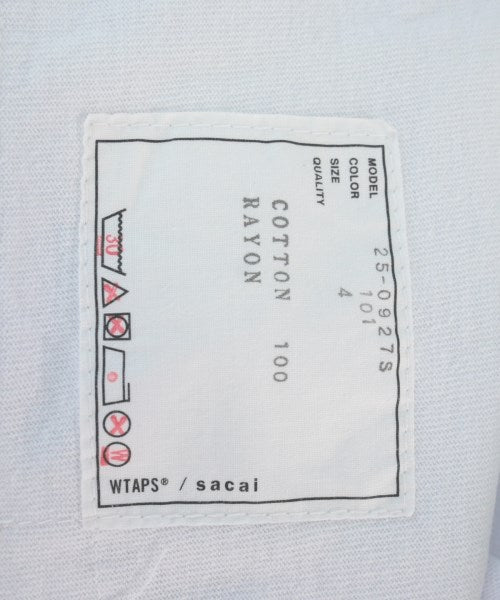 MODEL 25-0927S
COLOR 101
SIZE 4
QUALITY
COTTON 100
RAYON
30
W
WTAPS® / sacai